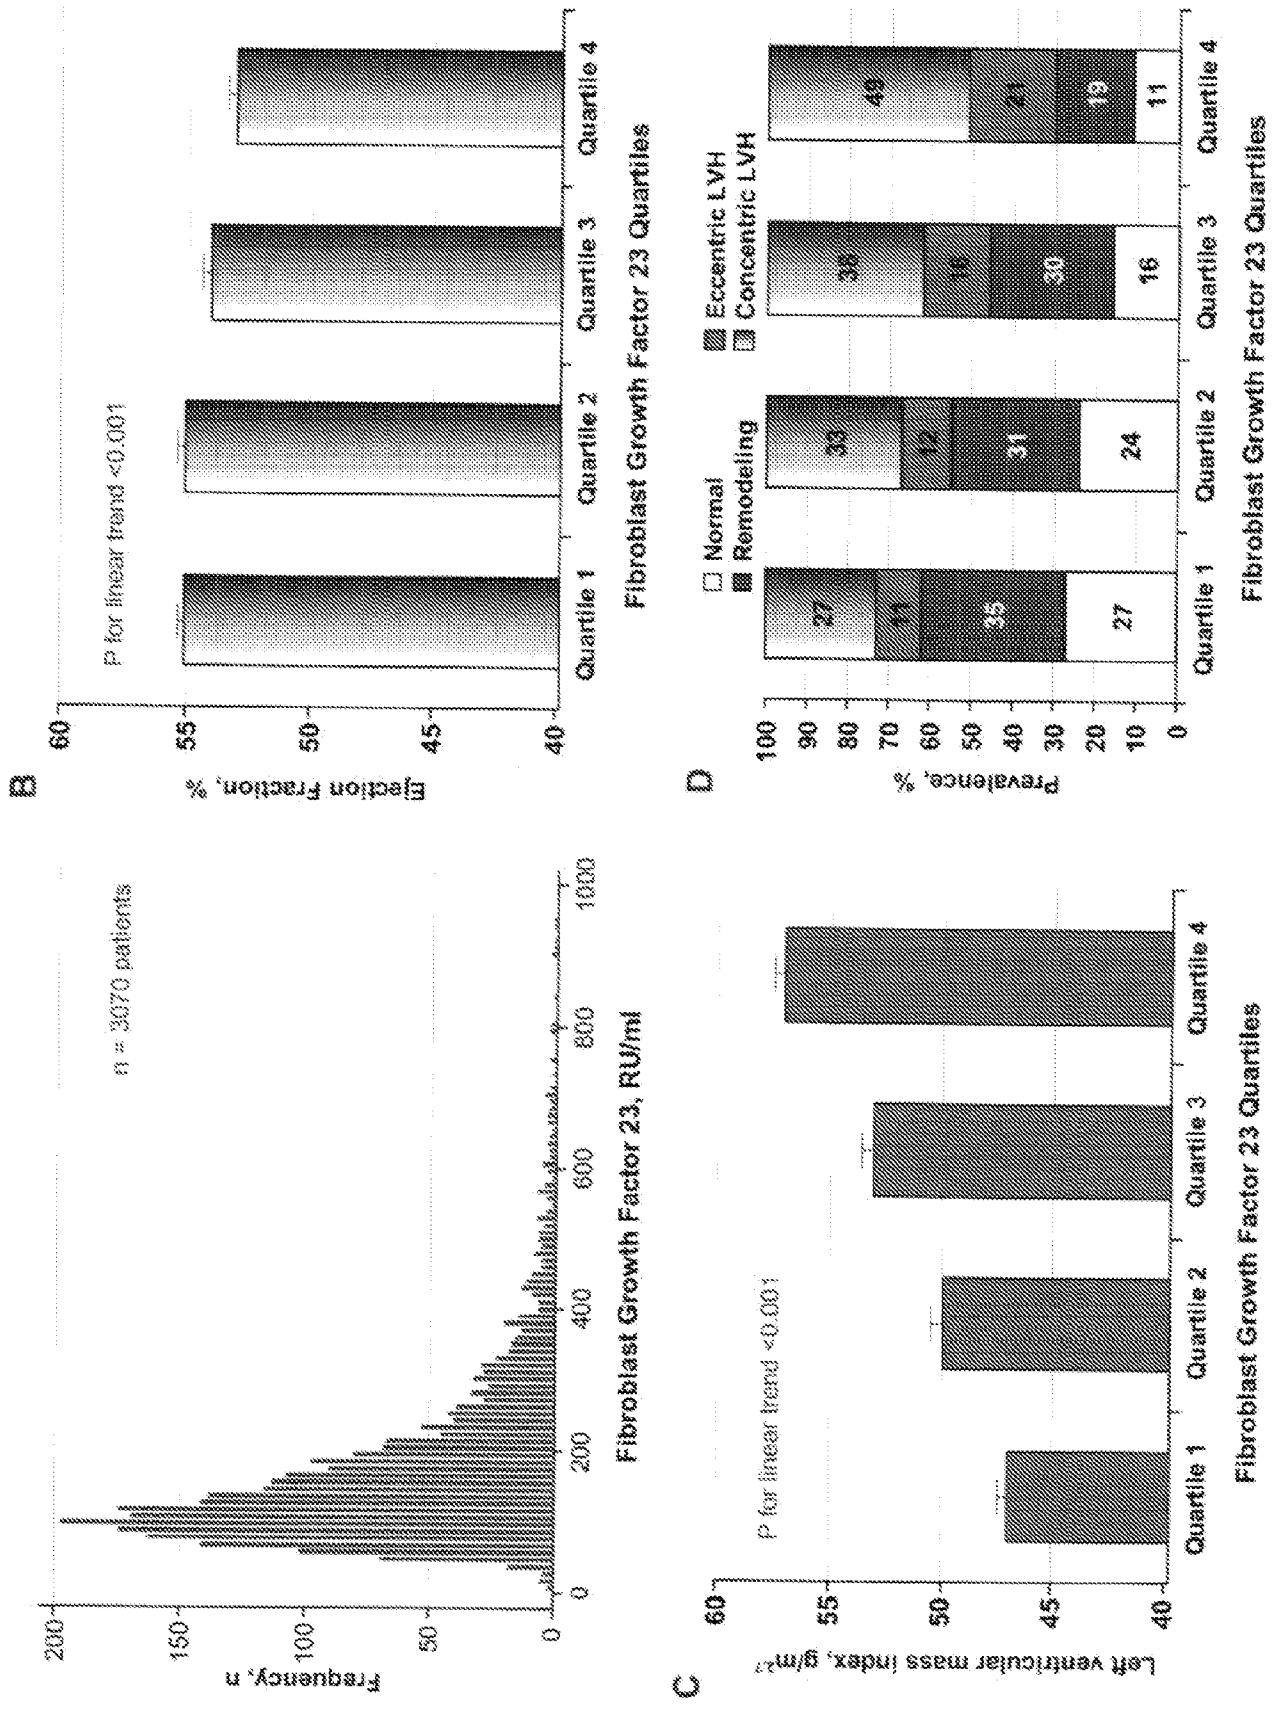 n = 3070 patients
200
150
100
50
0
Frequency, n
0
200
400
600
800
1000
Fibroblast Growth Factor 23, RU/ml
B
P for linear trend <0.001
60
55
50
45
40
Ejection Fraction, %
Quartile 1
Quartile 2
Quartile 3
Quartile 4
Fibroblast Growth Factor 23 Quartiles
C
P for linear trend <0.001
60
55
50
45
40
Left ventricular mass index, g/m2.7
Quartile 1
Quartile 2
Quartile 3
Quartile 4
Fibroblast Growth Factor 23 Quartiles
D
Normal
Eccentric LVH
Remodeling
Concentric LVH
100
90
80
70
60
50
40
30
20
10
0
Prevalence, %
27
33
38
49
11
12
16
21
35
31
30
19
27
24
16
11
Quartile 1
Quartile 2
Quartile 3
Quartile 4
Fibroblast Growth Factor 23 Quartiles